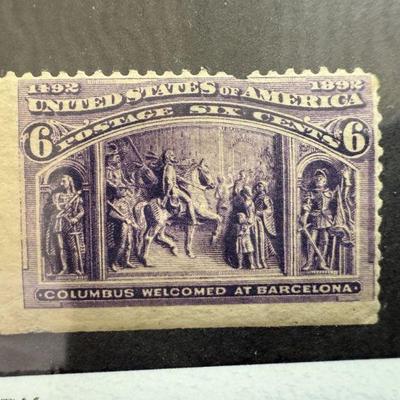 1492 1892
UNITED STATES OF AMERICA
POSTAGE SIX CENTS
6 6
COLUMBUS WELCOMED AT BARCELONA